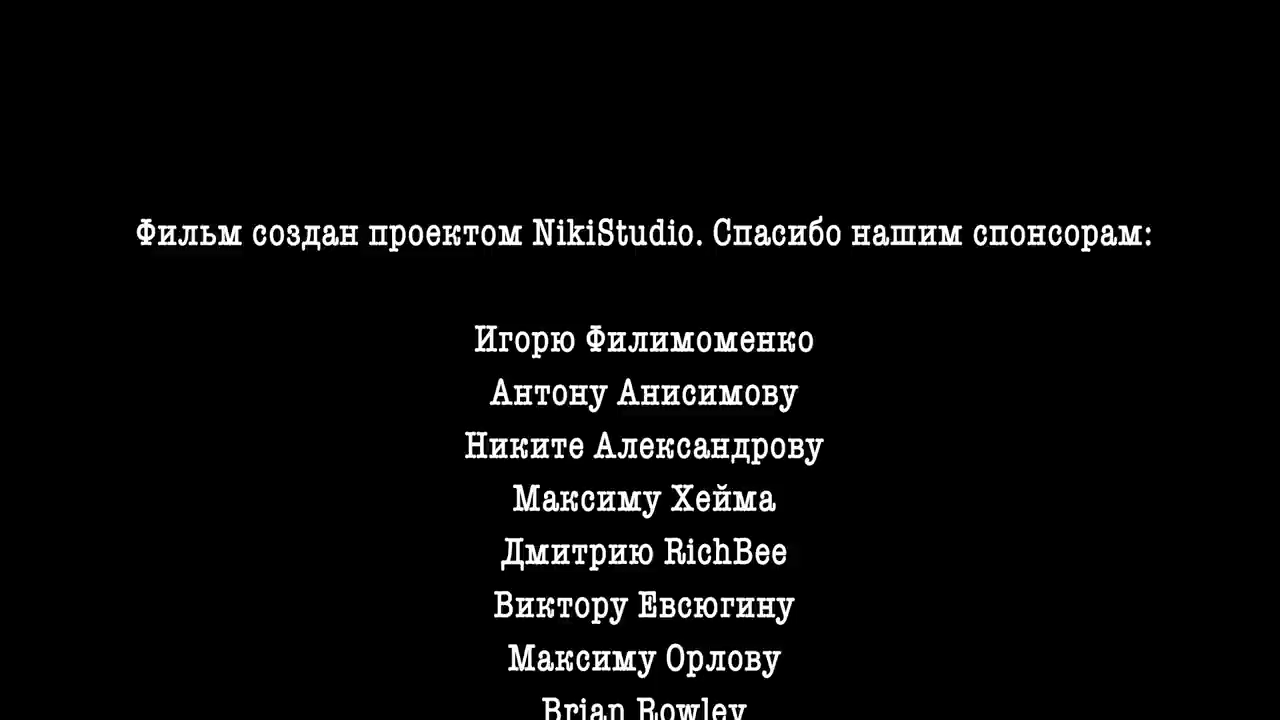 Фильм создан проектом NikiStudio. Спасибо нашим спонсорам:
Игорю Филимоменко
Антону Анисимову
Никите Александрову
Максиму Хейма
Дмитрию RichBee
Виктору Евсюгину
Максиму Орлову
Brian Rowley